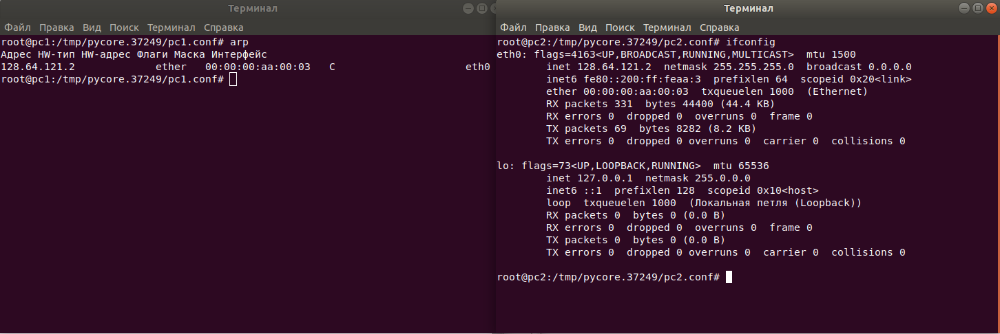 Терминал
Файл Правка Вид Поиск Терминал Справка
root@pc1:/tmp/pycore.37249/pc1.conf# arp
Адрес HW-тип HW-адрес Флаги Маска Интерфейс
128.64.121.2 ether 00:00:00:aa:00:03 C eth0
root@pc1:/tmp/pycore.37249/pc1.conf#
Терминал
Файл Правка Вид Поиск Терминал Справка
root@pc2:/tmp/pycore.37249/pc2.conf# ifconfig
eth0: flags=4163<UP,BROADCAST,RUNNING,MULTICAST> mtu 1500
inet 128.64.121.2 netmask 255.255.255.0 broadcast 0.0.0.0
inet6 fe80::200:ff:feaa:3 prefixlen 64 scopeid 0x20<link>
ether 00:00:00:aa:00:03 txqueuelen 1000 (Ethernet)
RX packets 331 bytes 44400 (44.4 KB)
RX errors 0 dropped 0 overruns 0 frame 0
TX packets 69 bytes 8282 (8.2 KB)
TX errors 0 dropped 0 overruns 0 carrier 0 collisions 0
lo: flags=73<UP,LOOPBACK,RUNNING> mtu 65536
inet 127.0.0.1 netmask 255.0.0.0
inet6 ::1 prefixlen 128 scopeid 0x10<host>
loop txqueuelen 1000 (Локальная петля (Loopback))
RX packets 0 bytes 0 (0.0 B)
RX errors 0 dropped 0 overruns 0 frame 0
TX packets 0 bytes 0 (0.0 B)
TX errors 0 dropped 0 overruns 0 carrier 0 collisions 0
root@pc2:/tmp/pycore.37249/pc2.conf#